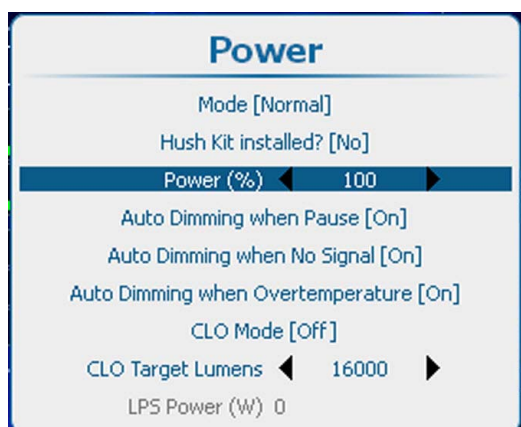 Power
Mode [Normal]
Hush Kit installed? [No]
Power (%) 100
Auto Dimming when Pause [On]
Auto Dimming when No Signal [On]
Auto Dimming when Overtemperature [On]
CLO Mode [Off]
CLO Target Lumens 16000
LPS Power (W) 0